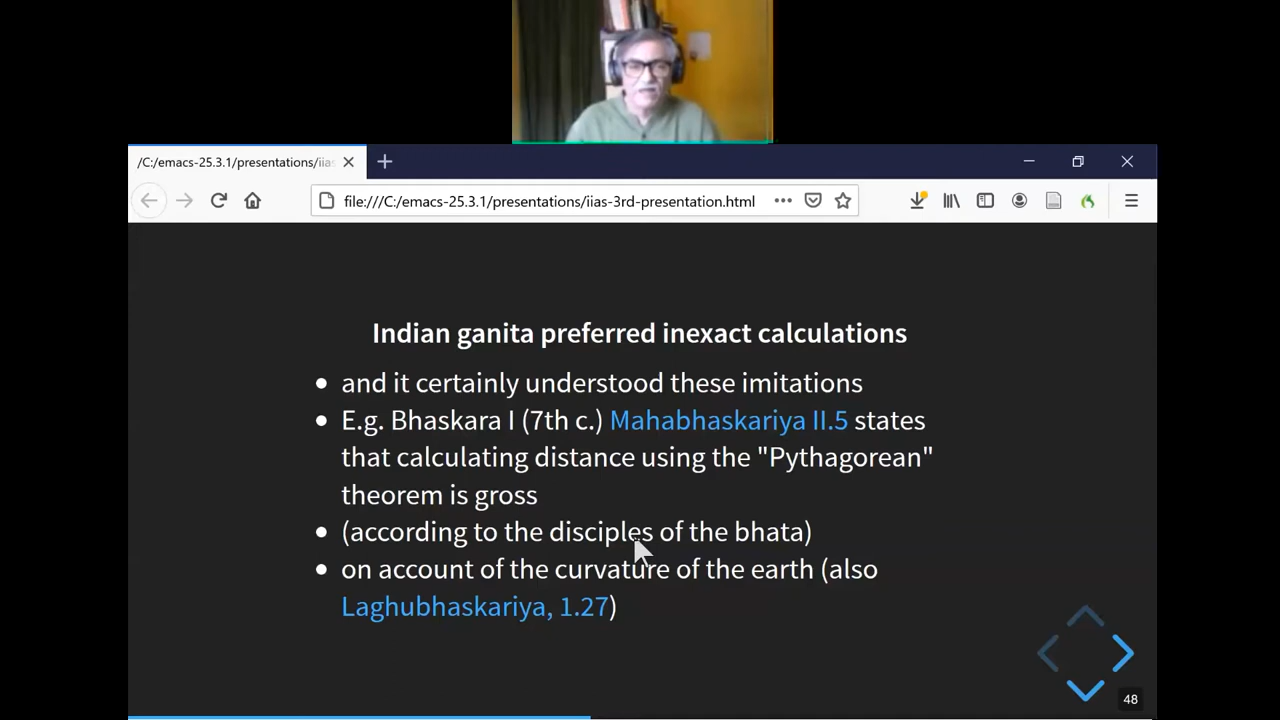 /C:/emacs-25.3.1/presentations/iias
file:///C:/emacs-25.3.1/presentations/iias-3rd-presentation.html
Indian ganita preferred inexact calculations
and it certainly understood these imitations
E.g. Bhaskara I (7th c.) Mahabhaskariya II.5 states
that calculating distance using the "Pythagorean"
theorem is gross
(according to the disciples of the bhata)
on account of the curvature of the earth (also
Laghubhaskariya, 1.27)
48